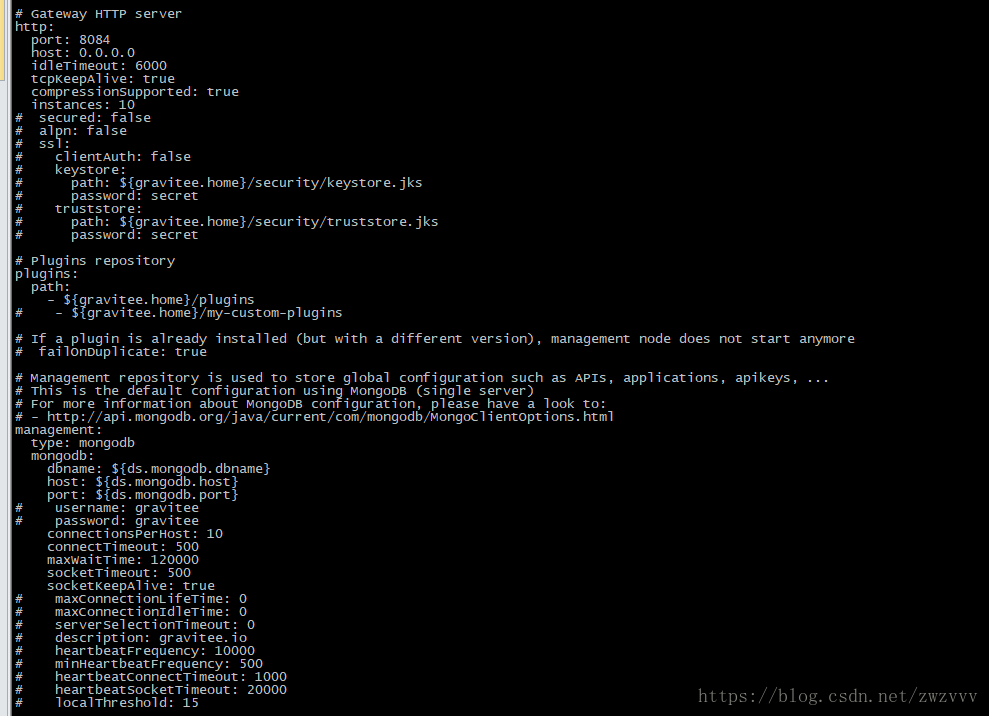 # Gateway HTTP server
http:
  port: 8084
  host: 0.0.0.0
  idleTimeout: 6000
  tcpKeepAlive: true
  compressionSupported: true
  instances: 10
#  secured: false
#  alpn: false
#  ssl:
#    clientAuth: false
#    keystore:
#      path: ${gravitee.home}/security/keystore.jks
#      password: secret
#    truststore:
#      path: ${gravitee.home}/security/truststore.jks
#      password: secret

# Plugins repository
plugins:
  path:
    - ${gravitee.home}/plugins
#    - ${gravitee.home}/my-custom-plugins

# If a plugin is already installed (but with a different version), management node does not start anymore
#  failOnDuplicate: true

# Management repository is used to store global configuration such as APIs, applications, apikeys, ...
# This is the default configuration using MongoDB (single server)
# For more information about MongoDB configuration, please have a look to:
# - http://api.mongodb.org/java/current/com/mongodb/MongoClientOptions.html
management:
  type: mongodb
  mongodb:
    dbname: ${ds.mongodb.dbname}
    host: ${ds.mongodb.host}
    port: ${ds.mongodb.port}
#    username: gravitee
#    password: gravitee
    connectionsPerHost: 10
    connectTimeout: 500
    maxWaitTime: 120000
    socketTimeout: 500
    socketKeepAlive: true
#    maxConnectionLifeTime: 0
#    maxConnectionIdleTime: 0
#    serverSelectionTimeout: 0
#    description: gravitee.io
#    heartbeatFrequency: 10000
#    minHeartbeatFrequency: 500
#    heartbeatConnectTimeout: 1000
#    heartbeatSocketTimeout: 20000
#    localThreshold: 15
https://blog.csdn.net/zwzvvv